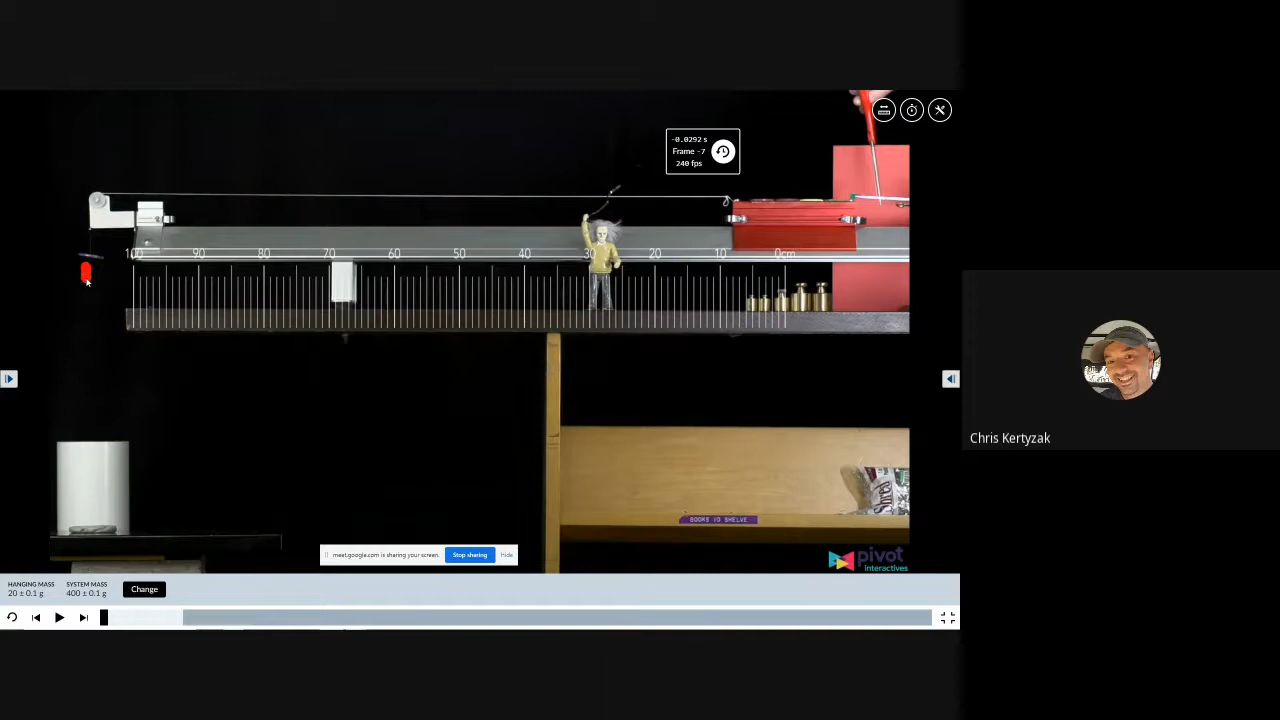 -0.0292 s
Frame -7
240 fps
100 90 80 70 60 50 40 30 20 10 0cm
Chris Kertyzak
Shred
BOOKS TO SHELVE
meet.google.com is sharing your screen.
Stop sharing
Hide
pivot
interactives
HANGING MASS
20 ± 0.1 g
SYSTEM MASS
400 ± 0.1 g
Change